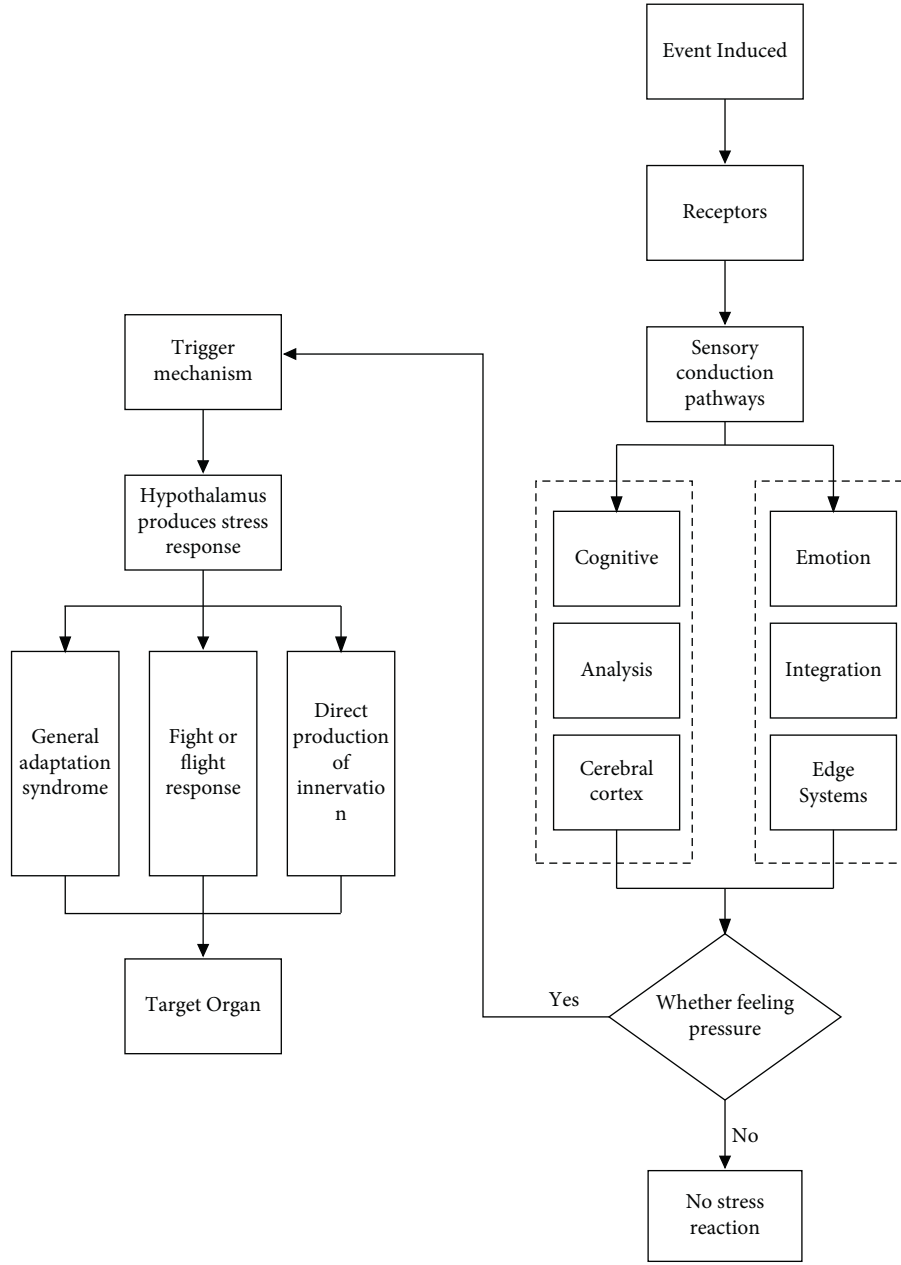 Event Induced
Receptors
Sensory
conduction
pathways
Cognitive
Analysis
Cerebral
cortex
Emotion
Integration
Edge
Systems
Whether feeling
pressure
Yes
No
No stress
reaction
Trigger
mechanism
Hypothalamus
produces stress
response
General
adaptation
syndrome
Fight or
flight
response
Direct
production
of
innervatio
n
Target Organ